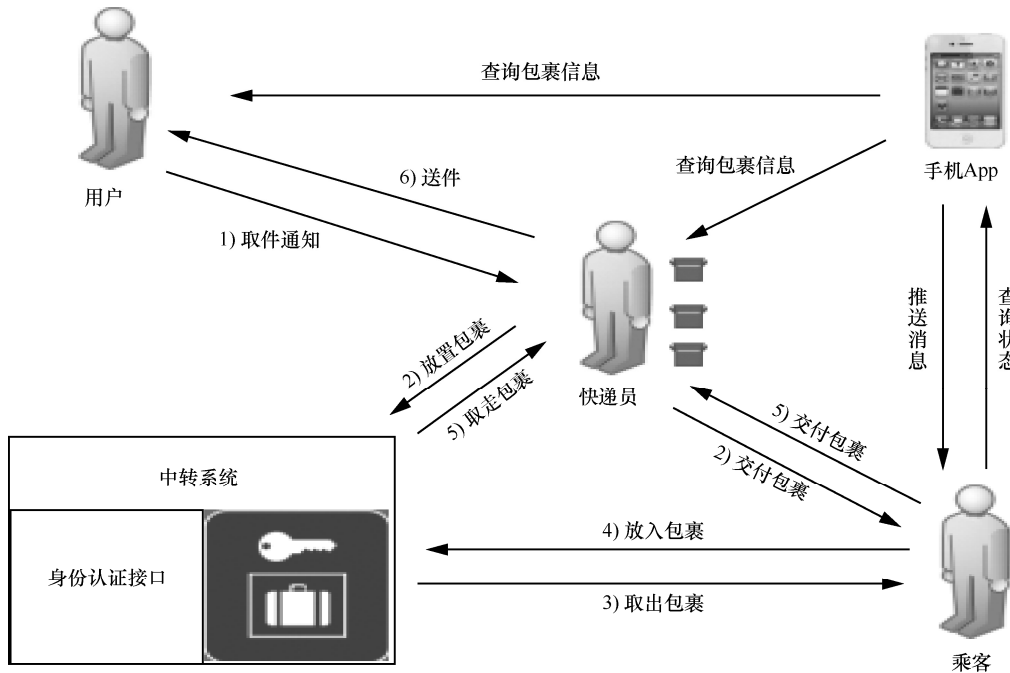 查询包裹信息
手机App
查询包裹信息
用户
6) 送件
1) 取件通知
推送消息
查询状态
快递员
2) 放置包裹
5) 取走包裹
5) 交付包裹
2) 交付包裹
中转系统
身份认证接口
4) 放入包裹
3) 取出包裹
乘客